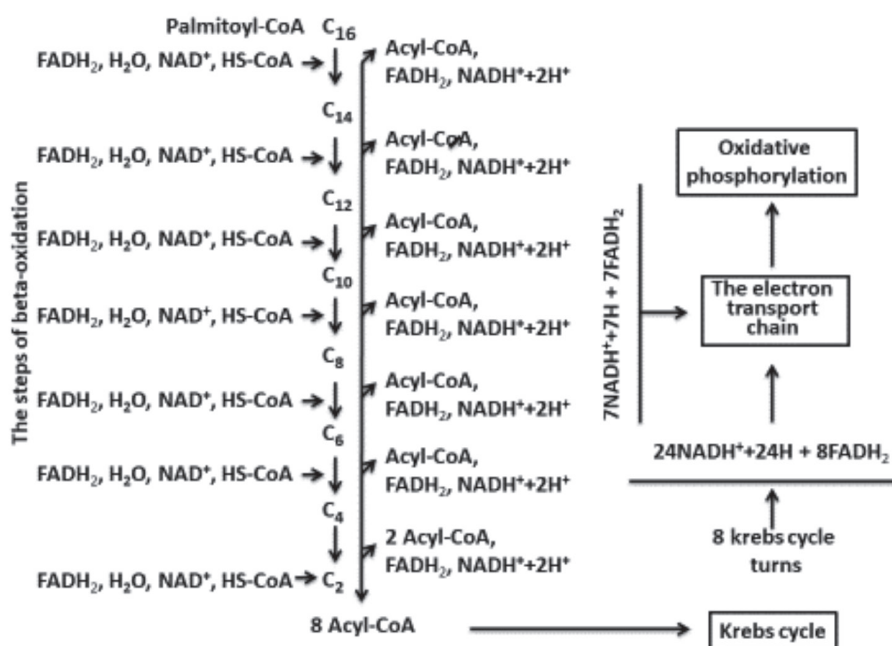 Palmitoyl-CoA C₁₆
FADH₂, H₂O, NAD⁺, HS-CoA
Acyl-CoA,
FADH₂, NADH⁺+2H⁺
C₁₄
FADH₂, H₂O, NAD⁺, HS-CoA
Acyl-CoA,
FADH₂, NADH⁺+2H⁺
C₁₂
FADH₂, H₂O, NAD⁺, HS-CoA
Acyl-CoA,
FADH₂, NADH⁺+2H⁺
C₁₀
FADH₂, H₂O, NAD⁺, HS-CoA
Acyl-CoA,
FADH₂, NADH⁺+2H⁺
C₈
FADH₂, H₂O, NAD⁺, HS-CoA
Acyl-CoA,
FADH₂, NADH⁺+2H⁺
C₆
FADH₂, H₂O, NAD⁺, HS-CoA
Acyl-CoA,
FADH₂, NADH⁺+2H⁺
C₄
2 Acyl-CoA,
FADH₂, NADH⁺+2H⁺
FADH₂, H₂O, NAD⁺, HS-CoA
C₂
8 Acyl-CoA
The steps of beta-oxidation
7NADH⁺+7H + 7FADH₂
Oxidative
phosphorylation
The electron
transport
chain
24NADH⁺+24H + 8FADH₂
8 krebs cycle
turns
Krebs cycle